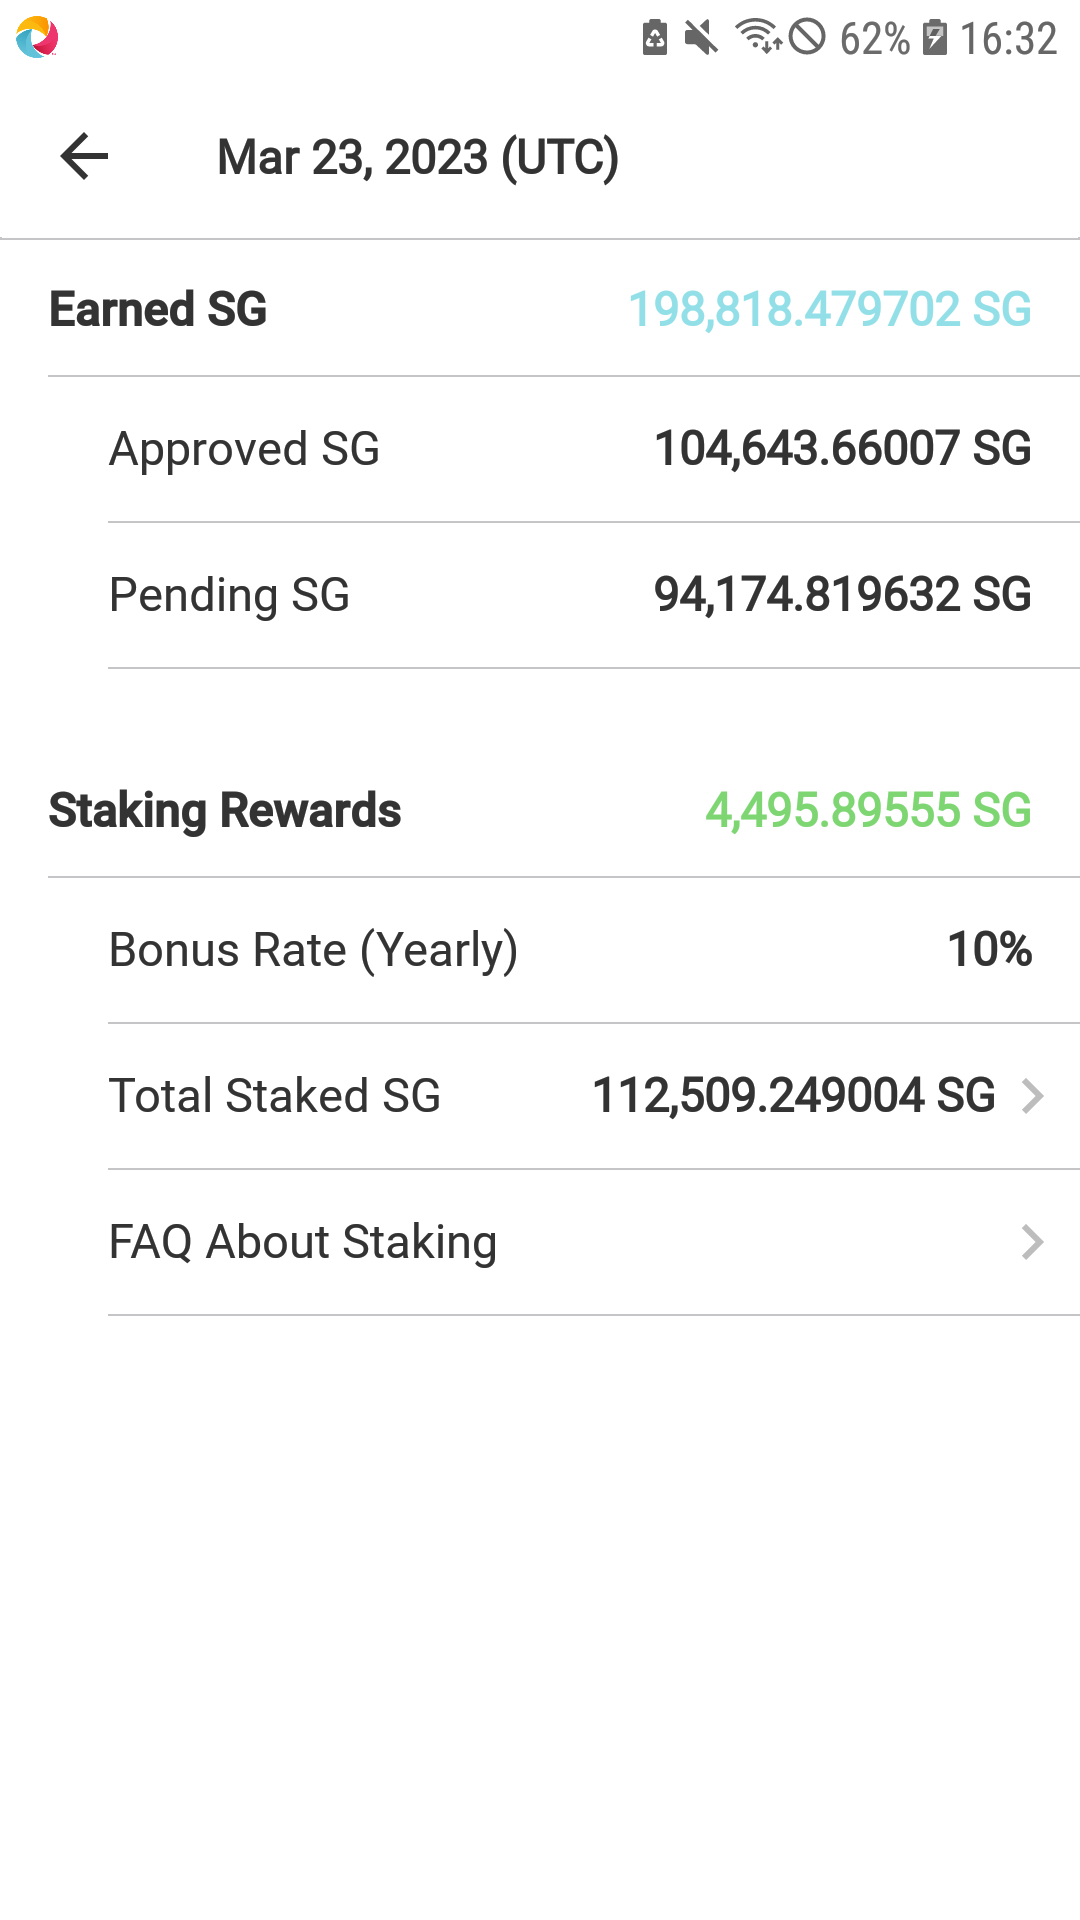 62% 16:32
Mar 23, 2023 (UTC)
Earned SG 198,818.479702 SG
Approved SG 104,643.66007 SG
Pending SG 94,174.819632 SG
Staking Rewards 4,495.89555 SG
Bonus Rate (Yearly) 10%
Total Staked SG 112,509.249004 SG
FAQ About Staking